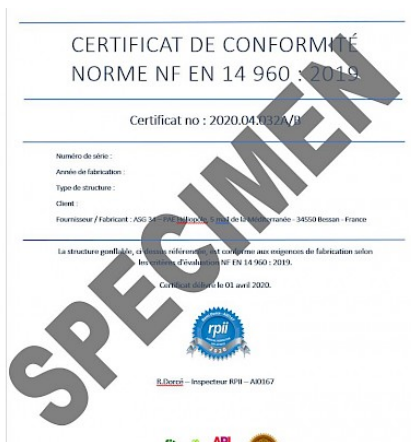 CERTIFICAT DE CONFORMITÉ
NORME NF EN 14 960 : 2019
Certificat no : 2020.04.032A/B
Numéro de série :
Année de fabrication :
Type de structure :
Client :
Fournisseur / Fabricant : ASG 34 – PAE Héliopôle, 5 mail de la Méditerranée - 34550 Bessan - France
La structure gonflable, ci dessus référencée, est conforme aux exigences de fabrication selon
les critères d'évaluation NF EN 14 960 : 2019.
Certificat délivré le 01 avril 2020.
rpii
R.Dorcé – Inspecteur RPII – AI0167
SPECIMEN